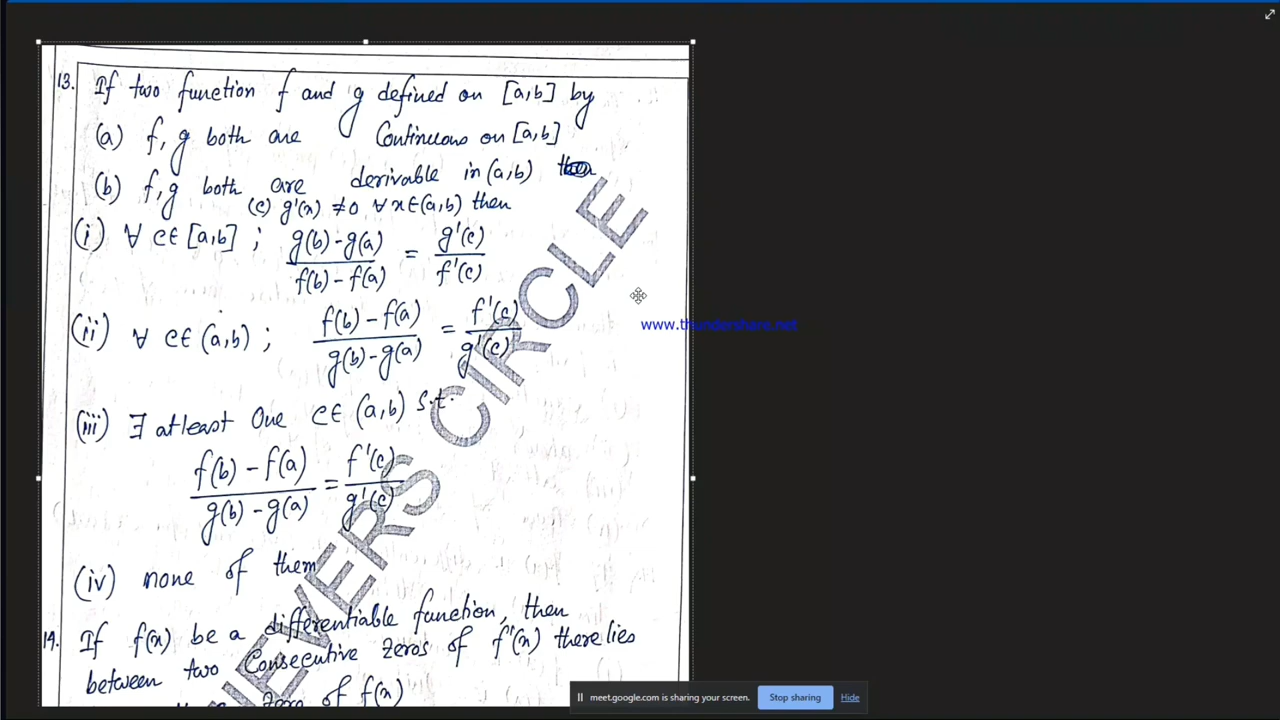 13. If two function f and g defined on [a,b] by
(a) f, g both are Continuous on [a,b]
(b) f, g both are derivable in (a,b)
(c) g'(x) ≠ 0 ∀ x ∈ (a,b) then
(i) ∀ c ∈ [a,b] ; g(b) - g(a) / f(b) - f(a) = g'(c) / f'(c)
(ii) ∀ c ∈ (a,b) ; f(b) - f(a) / g(b) - g(a) = f'(c) / g'(c)
(iii) ∃ atleast One c ∈ (a,b) s.t.
f(b) - f(a) / g(b) - g(a) = f'(c) / g'(c)
(iv) none of them
14. If f(x) be a differentiable function, then
between two Consecutive zeros of f'(x) there lies
zero of f(x)
www.thundershare.net
CIRCLE
meet.google.com is sharing your screen. Stop sharing Hide